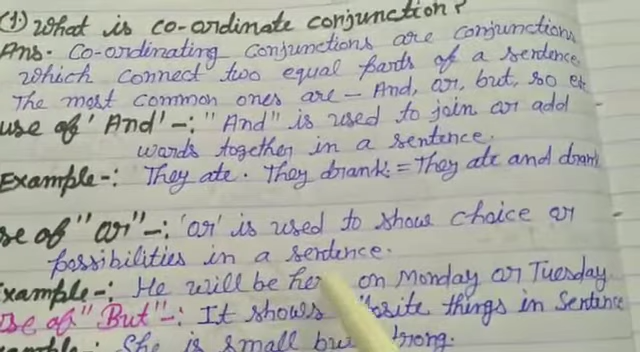 (1.) What is co-ordinate conjunction?
Ans. Co-ordinating conjunctions are conjunctions
which connect two equal parts of a sentence
The most common ones are - And, or, but, so etc
use of 'And' -: "And" is used to join or add
words together in a sentence.
Example -: They ate. They drank. = They ate and drank
se of "or" -: 'or' is used to show choice or
possibilities in a sentence.
xample -: He will be her on Monday or Tuesday
se of "But" -: It shows posite things in Sentence
She is small bu trong.